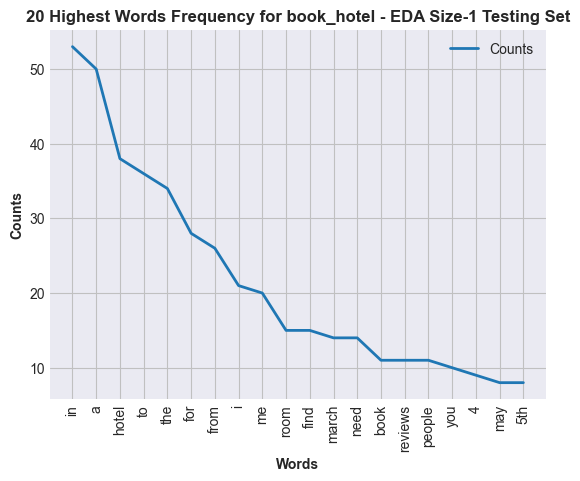 20 Highest Words Frequency for book_hotel - EDA Size-1 Testing Set
Counts
50
40
30
20
10
Counts
in
a
hotel
to
the
for
from
i
me
room
find
march
need
book
reviews
people
you
4
may
5th
Words